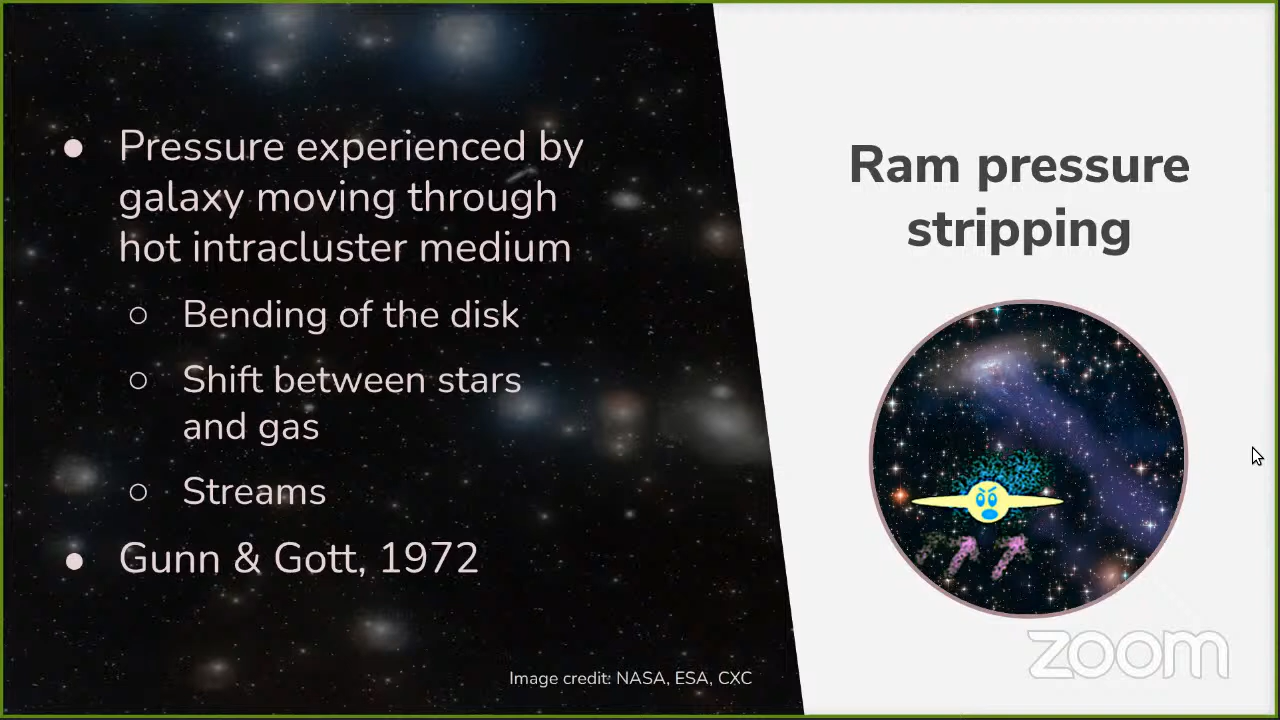 ● Pressure experienced by
galaxy moving through
hot intracluster medium
○ Bending of the disk
○ Shift between stars
and gas
○ Streams
● Gunn & Gott, 1972
Image credit: NASA, ESA, CXC
Ram pressure
stripping
zoom